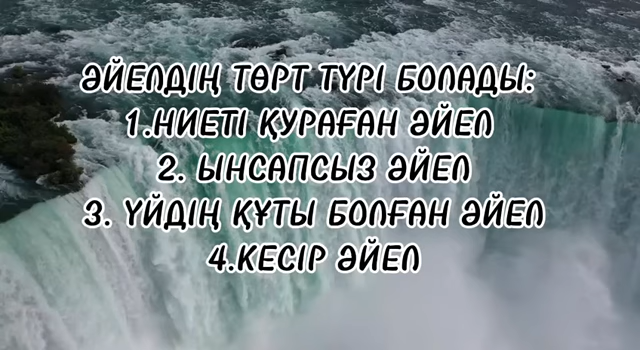 ӘЙЕЛДІҢ ТӨРТ ТҮРІ БОЛАДЫ:
1.НИЕТІ ҚУРАҒАН ӘЙЕЛ
2. ЫНСАПСЫЗ ӘЙЕЛ
3. ҮЙДІҢ ҚҰТЫ БОЛҒАН ӘЙЕЛ
4.КЕСІР ӘЙЕЛ